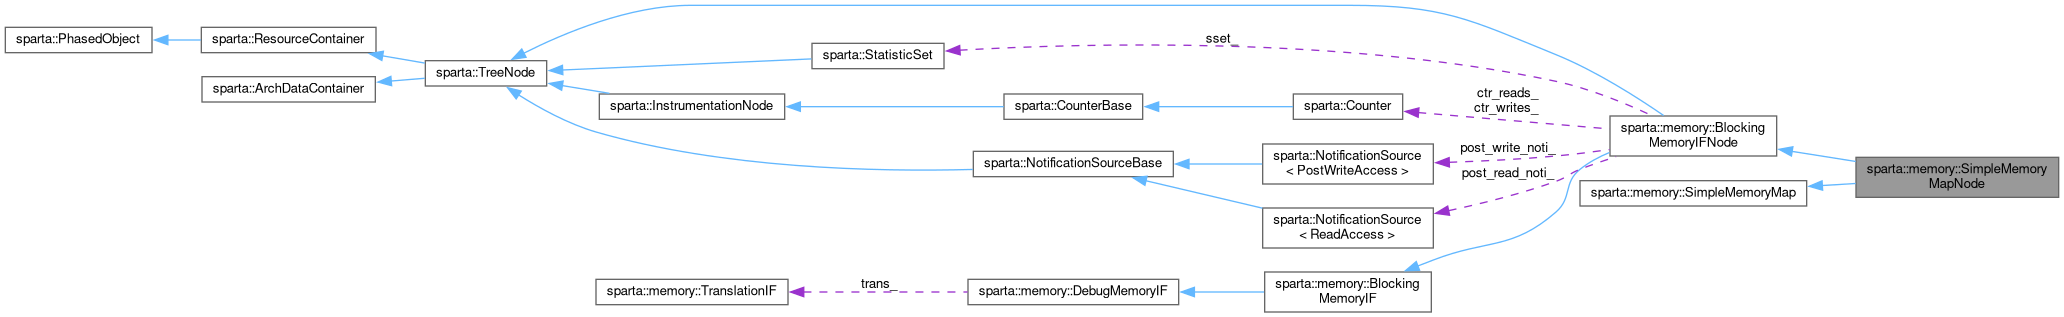 sparta::PhasedObject
sparta::ResourceContainer
sparta::ArchDataContainer
sparta::TreeNode
sparta::StatisticSet
sset_
sparta::InstrumentationNode
sparta::CounterBase
sparta::Counter
ctr_reads_
ctr_writes_
sparta::NotificationSourceBase
sparta::NotificationSource
< PostWriteAccess >
post_write_noti_
sparta::NotificationSource
< ReadAccess >
post_read_noti_
sparta::memory::Blocking
MemoryIFNode
sparta::memory::SimpleMemoryMap
sparta::memory::SimpleMemory
MapNode
sparta::memory::TranslationIF
trans_
sparta::memory::DebugMemoryIF
sparta::memory::Blocking
MemoryIF